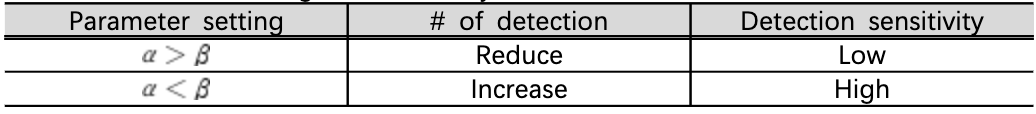 Parameter setting # of detection Detection sensitivity
α > β Reduce Low
α < β Increase High